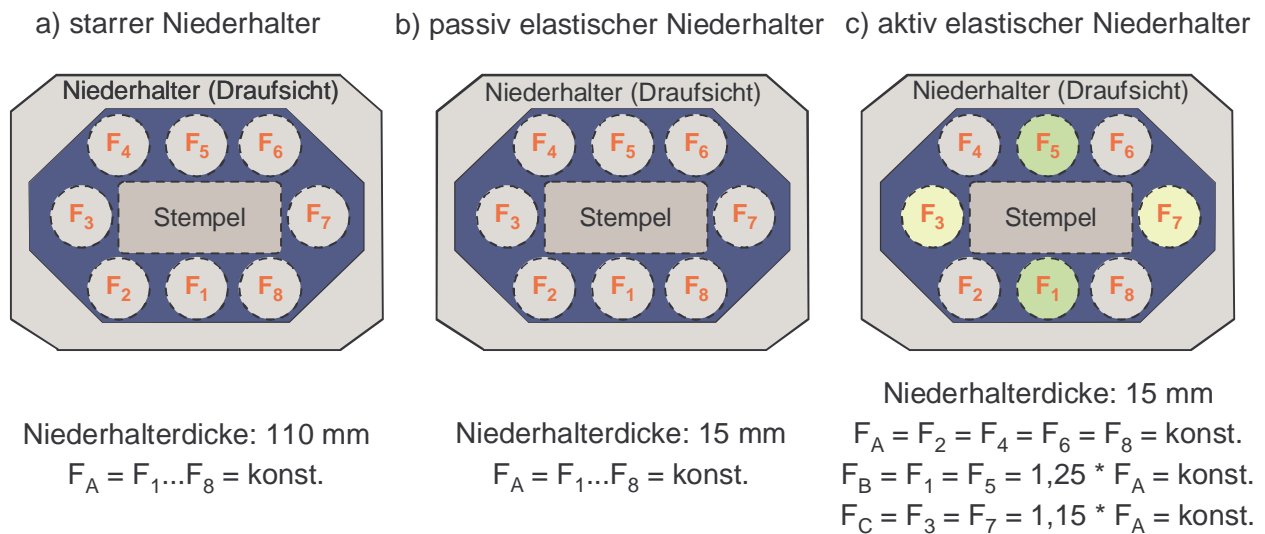 a) starrer Niederhalter
Niederhalter (Draufsicht)
F4 F5 F6
F3 Stempel F7
F2 F1 F8
Niederhalterdicke: 110 mm
FA = F1...F8 = konst.
b) passiv elastischer Niederhalter
Niederhalter (Draufsicht)
F4 F5 F6
F3 Stempel F7
F2 F1 F8
Niederhalterdicke: 15 mm
FA = F1...F8 = konst.
c) aktiv elastischer Niederhalter
Niederhalter (Draufsicht)
F4 F5 F6
F3 Stempel F7
F2 F1 F8
Niederhalterdicke: 15 mm
FA = F2 = F4 = F6 = F8 = konst.
FB = F1 = F5 = 1,25 * FA = konst.
FC = F3 = F7 = 1,15 * FA = konst.